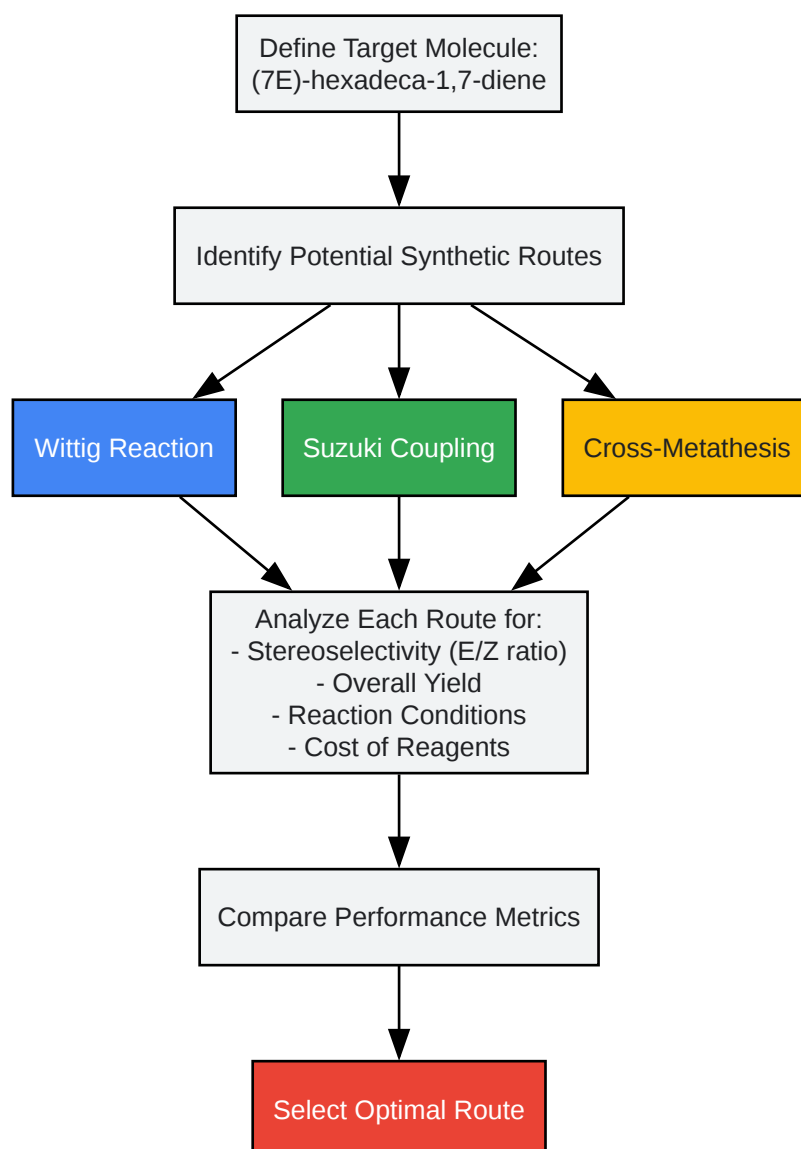 Define Target Molecule:
(7E)-hexadeca-1,7-diene
Identify Potential Synthetic Routes
Wittig Reaction
Suzuki Coupling
Cross-Metathesis
Analyze Each Route for:
- Stereoselectivity (E/Z ratio)
- Overall Yield
- Reaction Conditions
- Cost of Reagents
Compare Performance Metrics
Select Optimal Route